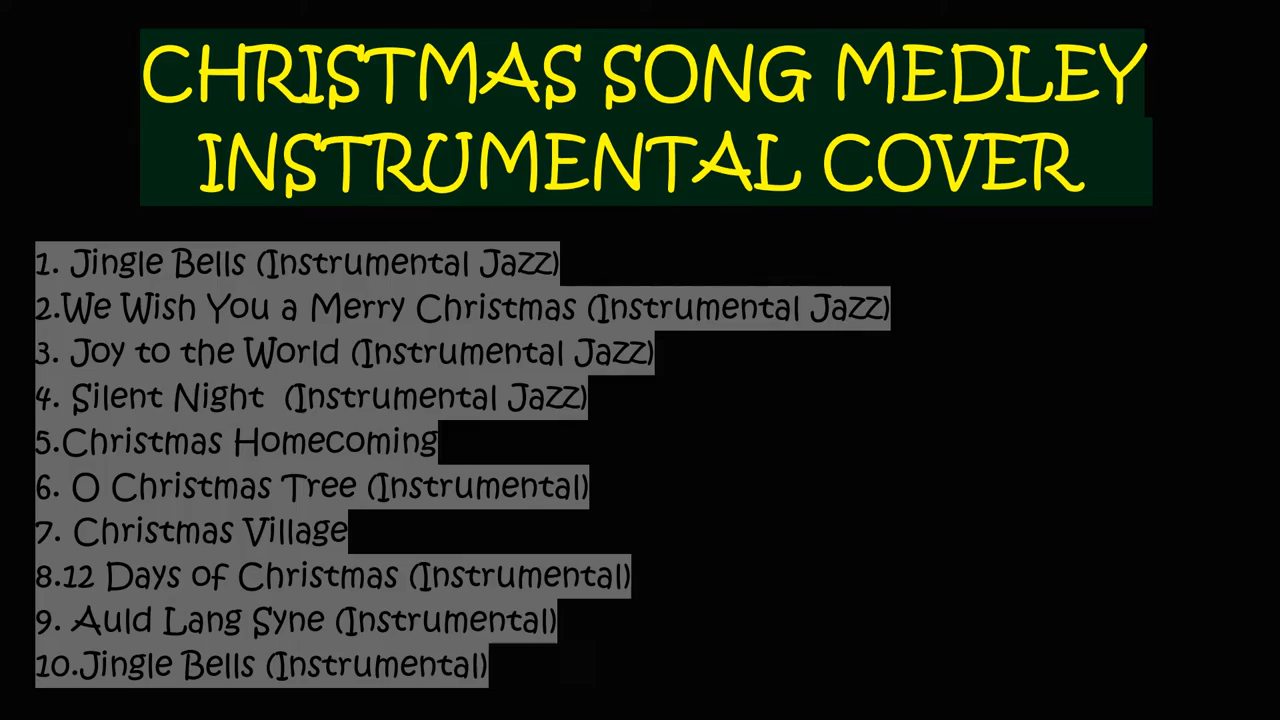 CHRISTMAS SONG MEDLEY
INSTRUMENTAL COVER
1. Jingle Bells (Instrumental Jazz)
2.We Wish You a Merry Christmas (Instrumental Jazz)
3. Joy to the World (Instrumental Jazz)
4. Silent Night  (Instrumental Jazz)
5.Christmas Homecoming
6. O Christmas Tree (Instrumental)
7. Christmas Village
8.12 Days of Christmas (Instrumental)
9. Auld Lang Syne (Instrumental)
10.Jingle Bells (Instrumental)